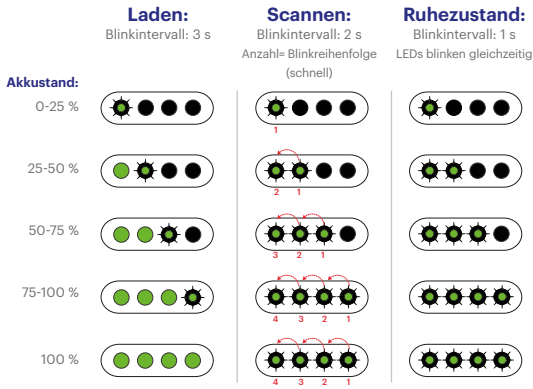 Laden:
Blinkintervall: 3 s
Scannen:
Blinkintervall: 2 s
Anzahl= Blinkreihenfolge
(schnell)
Ruhezustand:
Blinkintervall: 1 s
LEDs blinken gleichzeitig
Akkustand:
0-25 %
1
25-50 %
2 1
50-75 %
3 2 1
75-100 %
4 3 2 1
100 %
4 3 2 1